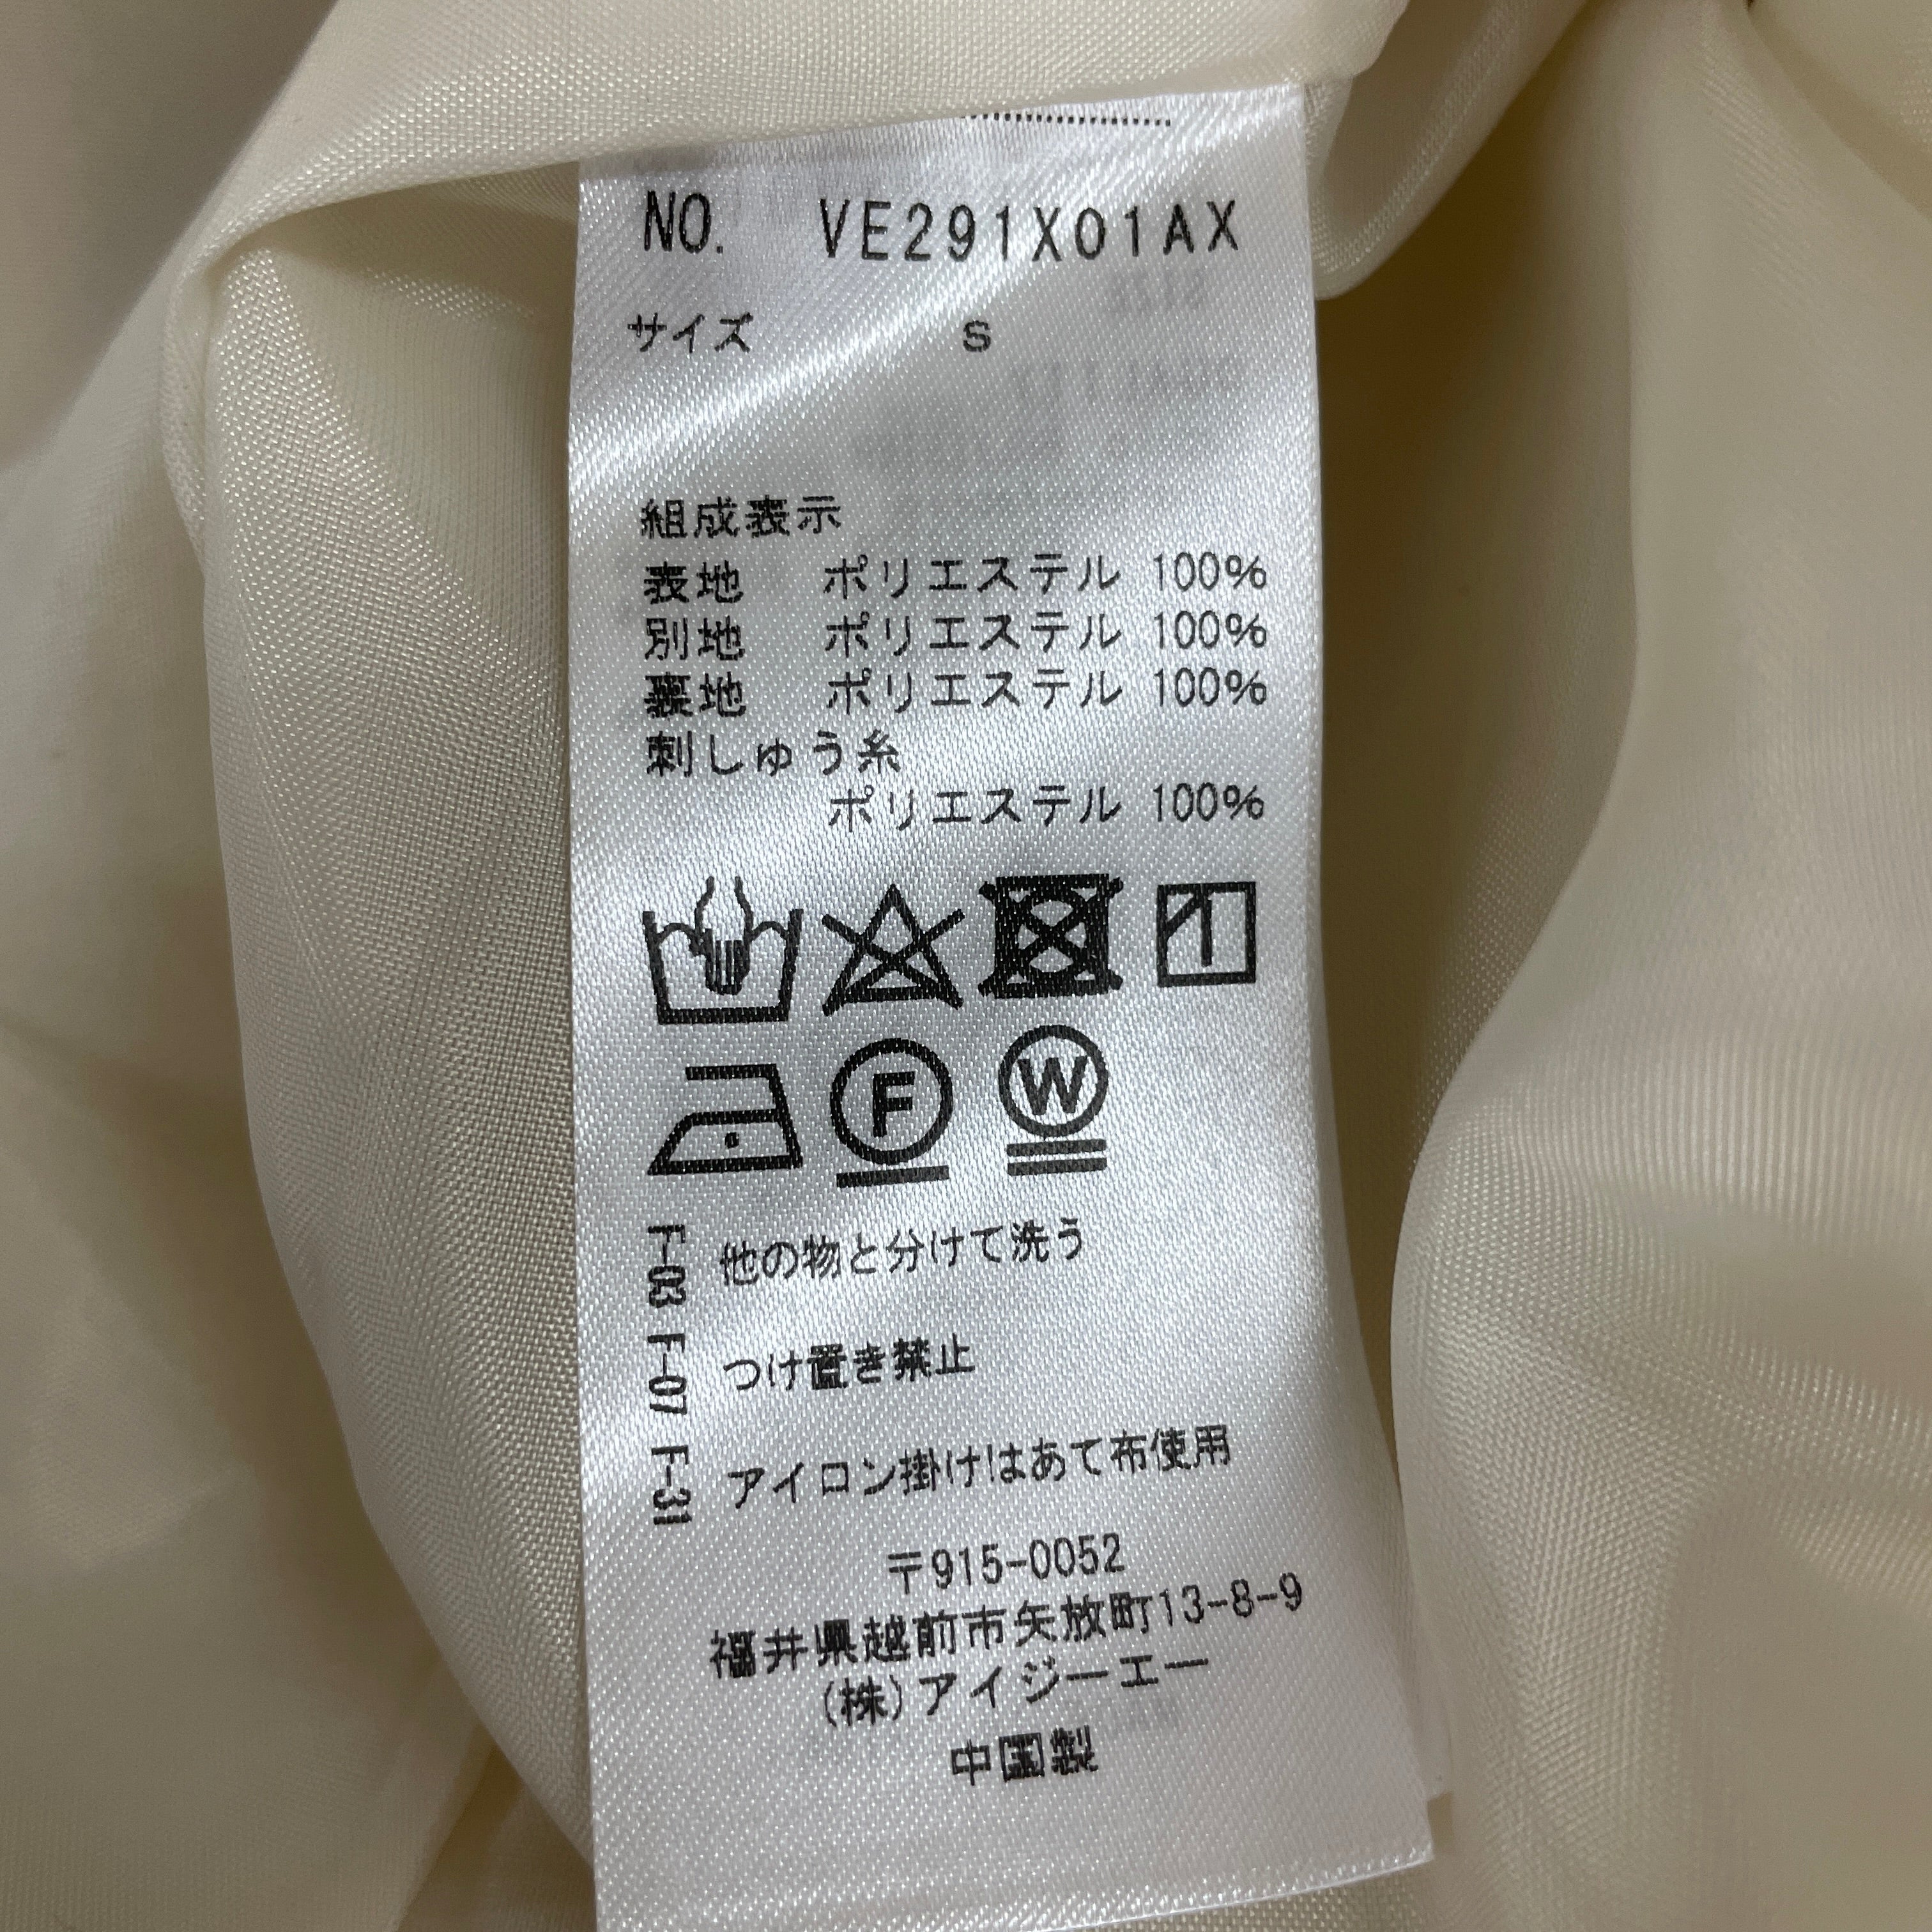 NO. VE291X01AX
サイズ S
組成表示
表地 ポリエステル 100%
別地 ポリエステル 100%
裏地 ポリエステル 100%
刺しゅう糸
ポリエステル 100%
F
W
F-03 他の物と分けて洗う
F-07 つけ置き禁止
F-31 アイロン掛けはあて布使用
〒915-0052
福井県越前市矢放町13-8-9
(株)アイジーエー
中国製